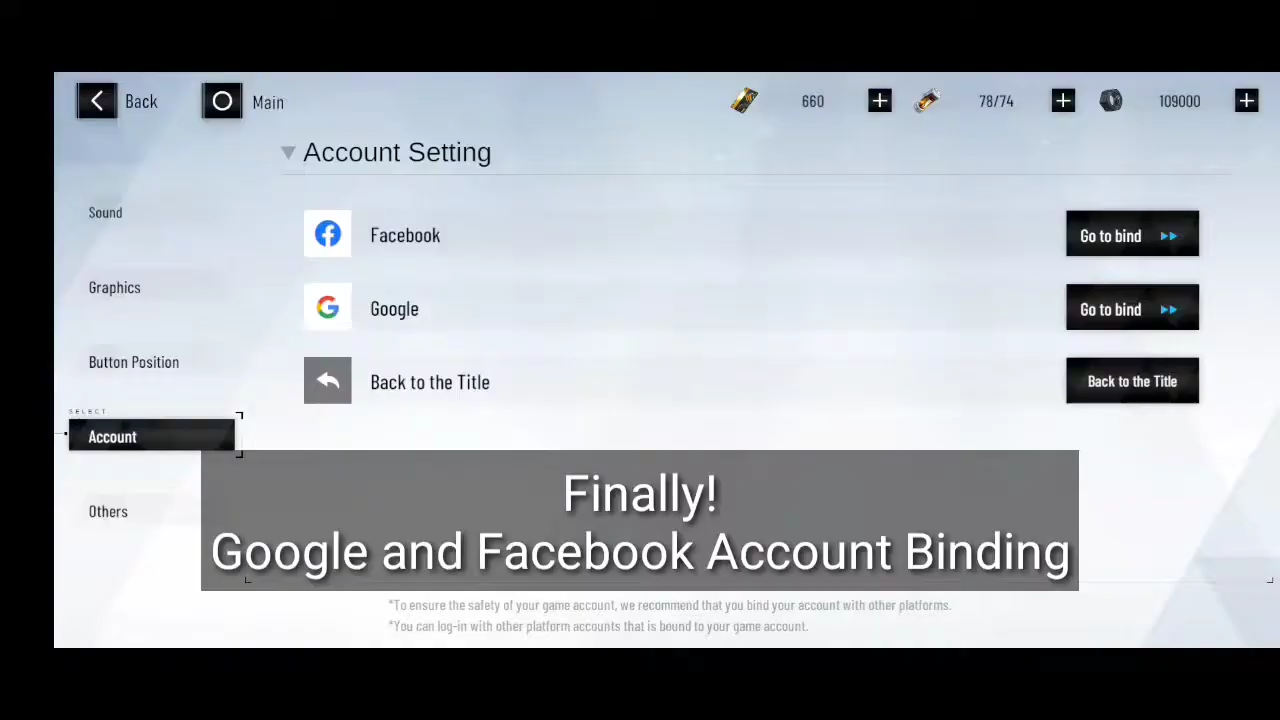 Back
Main
660
78/74
109000
Account Setting
Sound
Facebook
Go to bind
Graphics
Google
Go to bind
Button Position
Back to the Title
Back to the Title
SELECT
Account
Finally!
Others
Google and Facebook Account Binding
*To ensure the safety of your game account, we recommend that you bind your account with other platforms.
*You can log-in with other platform accounts that is bound to your game account.